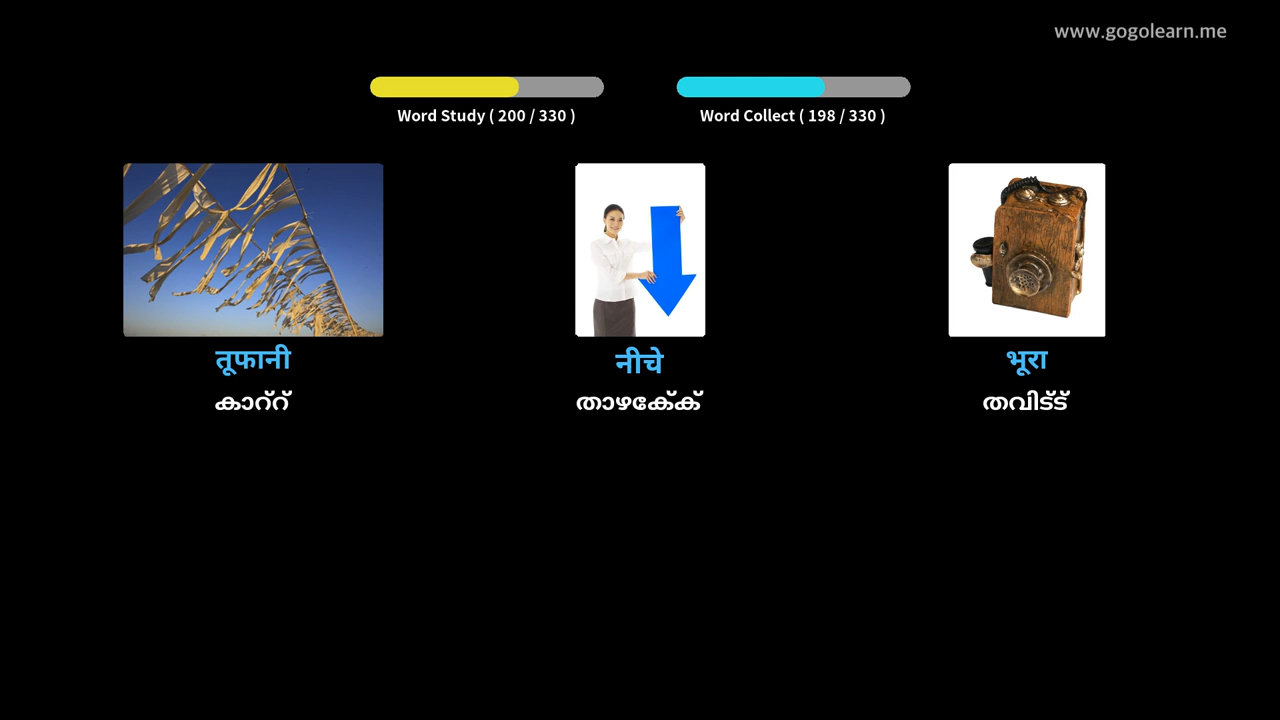 www.gogolearn.me
Word Study ( 200 / 330 )
Word Collect ( 198 / 330 )
तूफानी
नीचे
भूरा
കാറ്റ്
താഴേക്ക്
തവിട്ട്